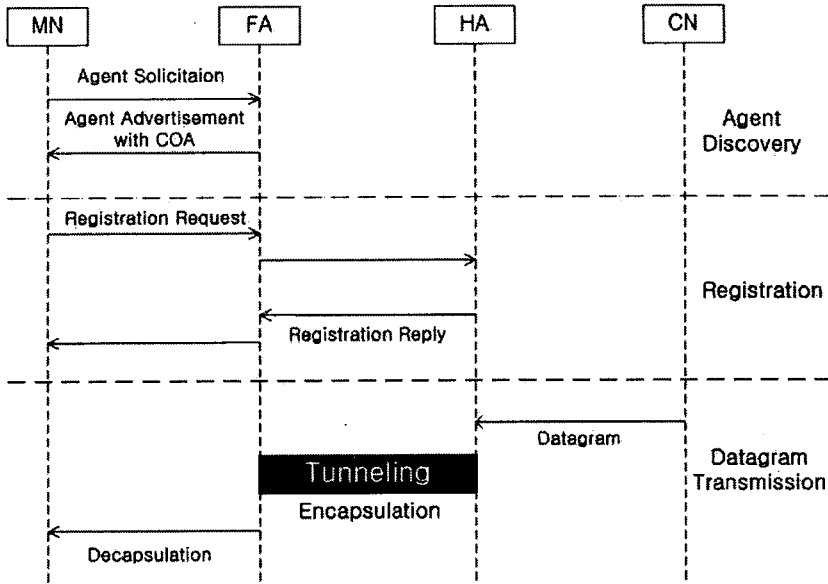 MN
FA
HA
CN
Agent Solicitaion
Agent Advertisement
with COA
Agent
Discovery
Registration Request
Registration
Registration Reply
Datagram
Tunneling
Datagram
Transmission
Encapsulation
Decapsulation